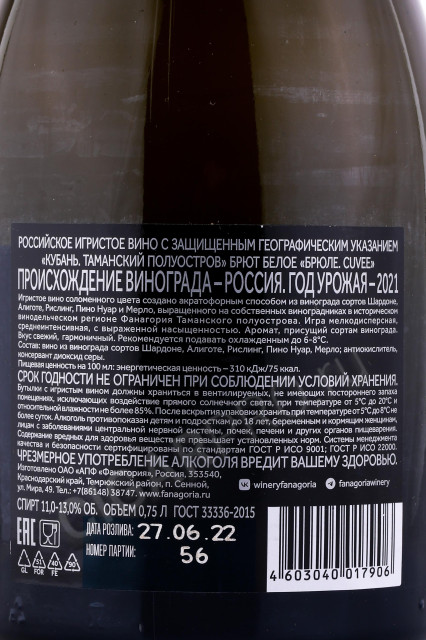 РОССИЙСКОЕ ИГРИСТОЕ ВИНО С ЗАЩИЩЕННЫМ ГЕОГРАФИЧЕСКИМ УКАЗАНИЕМ
«КУБАНЬ. ТАМАНСКИЙ ПОЛУОСТРОВ» БРЮТ БЕЛОЕ «БРЮЛЕ. CUVEE»
ПРОИСХОЖДЕНИЕ ВИНОГРАДА – РОССИЯ. ГОД УРОЖАЯ – 2021
Игристое вино соломенного цвета создано акратофорным способом из винограда сортов Шардоне,
Алиготе, Рислинг, Пино Нуар и Мерло, выращенного на собственных виноградниках в историческом
винодельческом регионе Фанагория Таманского полуострова. Игра мелкодисперсная,
среднеинтенсивная, с выраженной насыщенностью. Аромат, присущий сортам винограда.
Вкус свежий, гармоничный. Рекомендуется подавать охлажденным до 6-8°С.
Состав: вино из винограда сортов Шардоне, Алиготе, Рислинг, Пино Нуар, Мерло; антиокислитель,
консервант диоксид серы.
Пищевая ценность на 100 мл: энергетическая ценность – 310 кДж/75 ккал.
СРОК ГОДНОСТИ НЕ ОГРАНИЧЕН ПРИ СОБЛЮДЕНИИ УСЛОВИЙ ХРАНЕНИЯ.
Бутылки с игристым вином должны храниться в вентилируемых, не имеющих постороннего запаха
помещениях, исключающих воздействие прямого солнечного света, при температуре от 5°С до 20°С и
относительной влажности не более 85%. После вскрытия упаковки хранить при температуре от 5°С до 8°С не
более суток. Алкоголь противопоказан детям и подросткам до 18 лет, беременным и кормящим женщинам,
лицам с заболеваниями центральной нервной системы, почек, печени и других органов пищеварения.
Содержание вредных для здоровья веществ не превышает установленных норм. Системы менеджмента
качества и безопасности сертифицированы по стандартам ГОСТ Р ИСО 9001; ГОСТ Р ИСО 22000.
ЧРЕЗМЕРНОЕ УПОТРЕБЛЕНИЕ АЛКОГОЛЯ ВРЕДИТ ВАШЕМУ ЗДОРОВЬЮ.
Изготовлено ОАО «АПФ «Фанагория», Россия, 353540,
Краснодарский край, Темрюкский район, п. Сенной,
ул. Мира, 49. Тел.:+7(86148)38747. www.fanagoria.ru
wineryfanagoria fanagoriawinery
СПИРТ 11,0-13,0% ОБ. ОБЪЕМ 0,75 Л ГОСТ 33336-2015
EAC
ДАТА РОЗЛИВА: 27.06.22
НОМЕР ПАРТИИ: 56
GL 51 FOR 40 FE 90
4 603040 017906